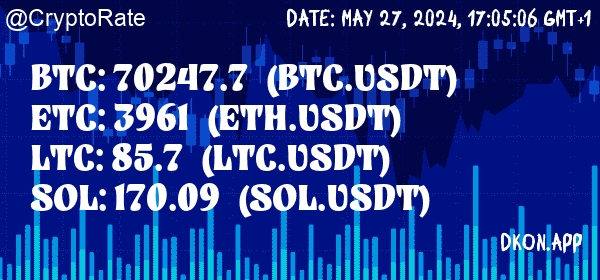 @CryptoRate
DATE: MAY 27, 2024, 17:05:06 GMT+1
BTC: 70247.7 (BTC.USDT)
ETC: 3961 (ETH.USDT)
LTC: 85.7 (LTC.USDT)
SOL: 170.09 (SOL.USDT)
DKON.APP